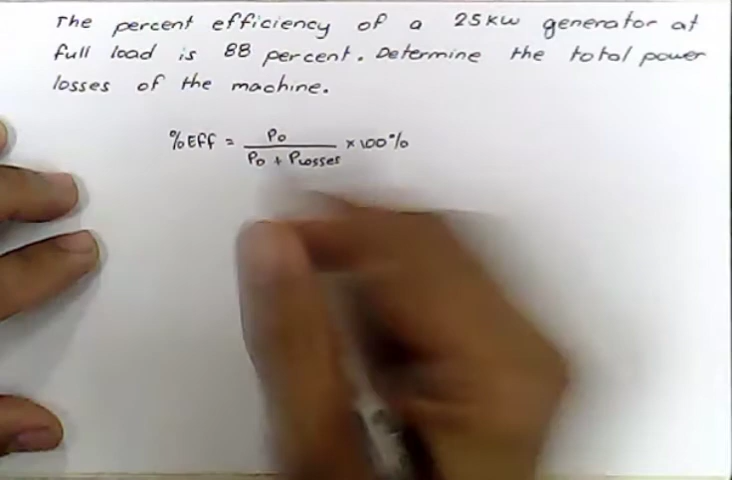 The percent efficiency of a 25kw generator at
full load is 88 percent. Determine the total power
losses of the machine.
%Eff = Po / Po + Plosses × 100%